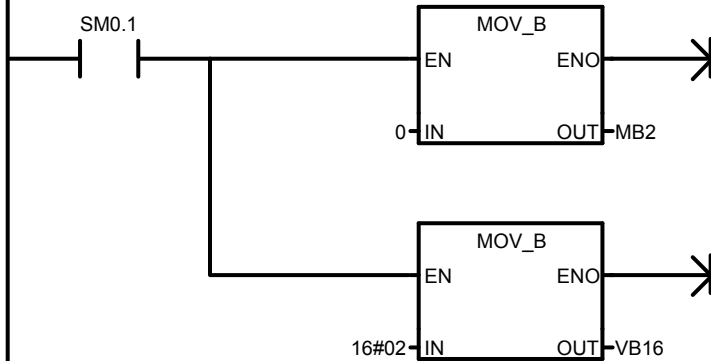 SM0.1
MOV_B
EN ENO
0 IN OUT MB2
MOV_B
EN ENO
16#02 IN OUT VB16